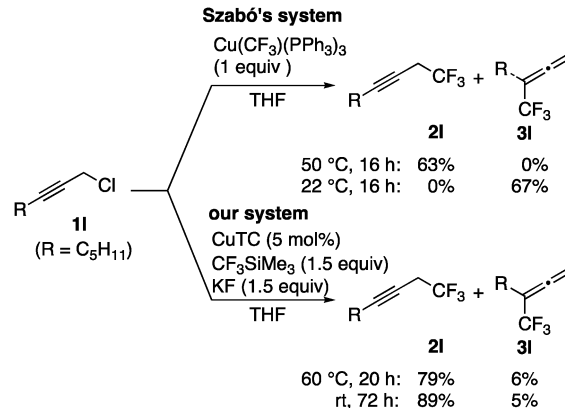 Szabó's system
Cu(CF3)(PPh3)3
(1 equiv )
THF
R
CF3
+
R
CF3
2l
3l
50 °C, 16 h: 63% 0%
22 °C, 16 h: 0% 67%
R
Cl
1l
(R = C5H11)
our system
CuTC (5 mol%)
CF3SiMe3 (1.5 equiv)
KF (1.5 equiv)
THF
R
CF3
+
R
CF3
2l
3l
60 °C, 20 h: 79% 6%
rt, 72 h: 89% 5%